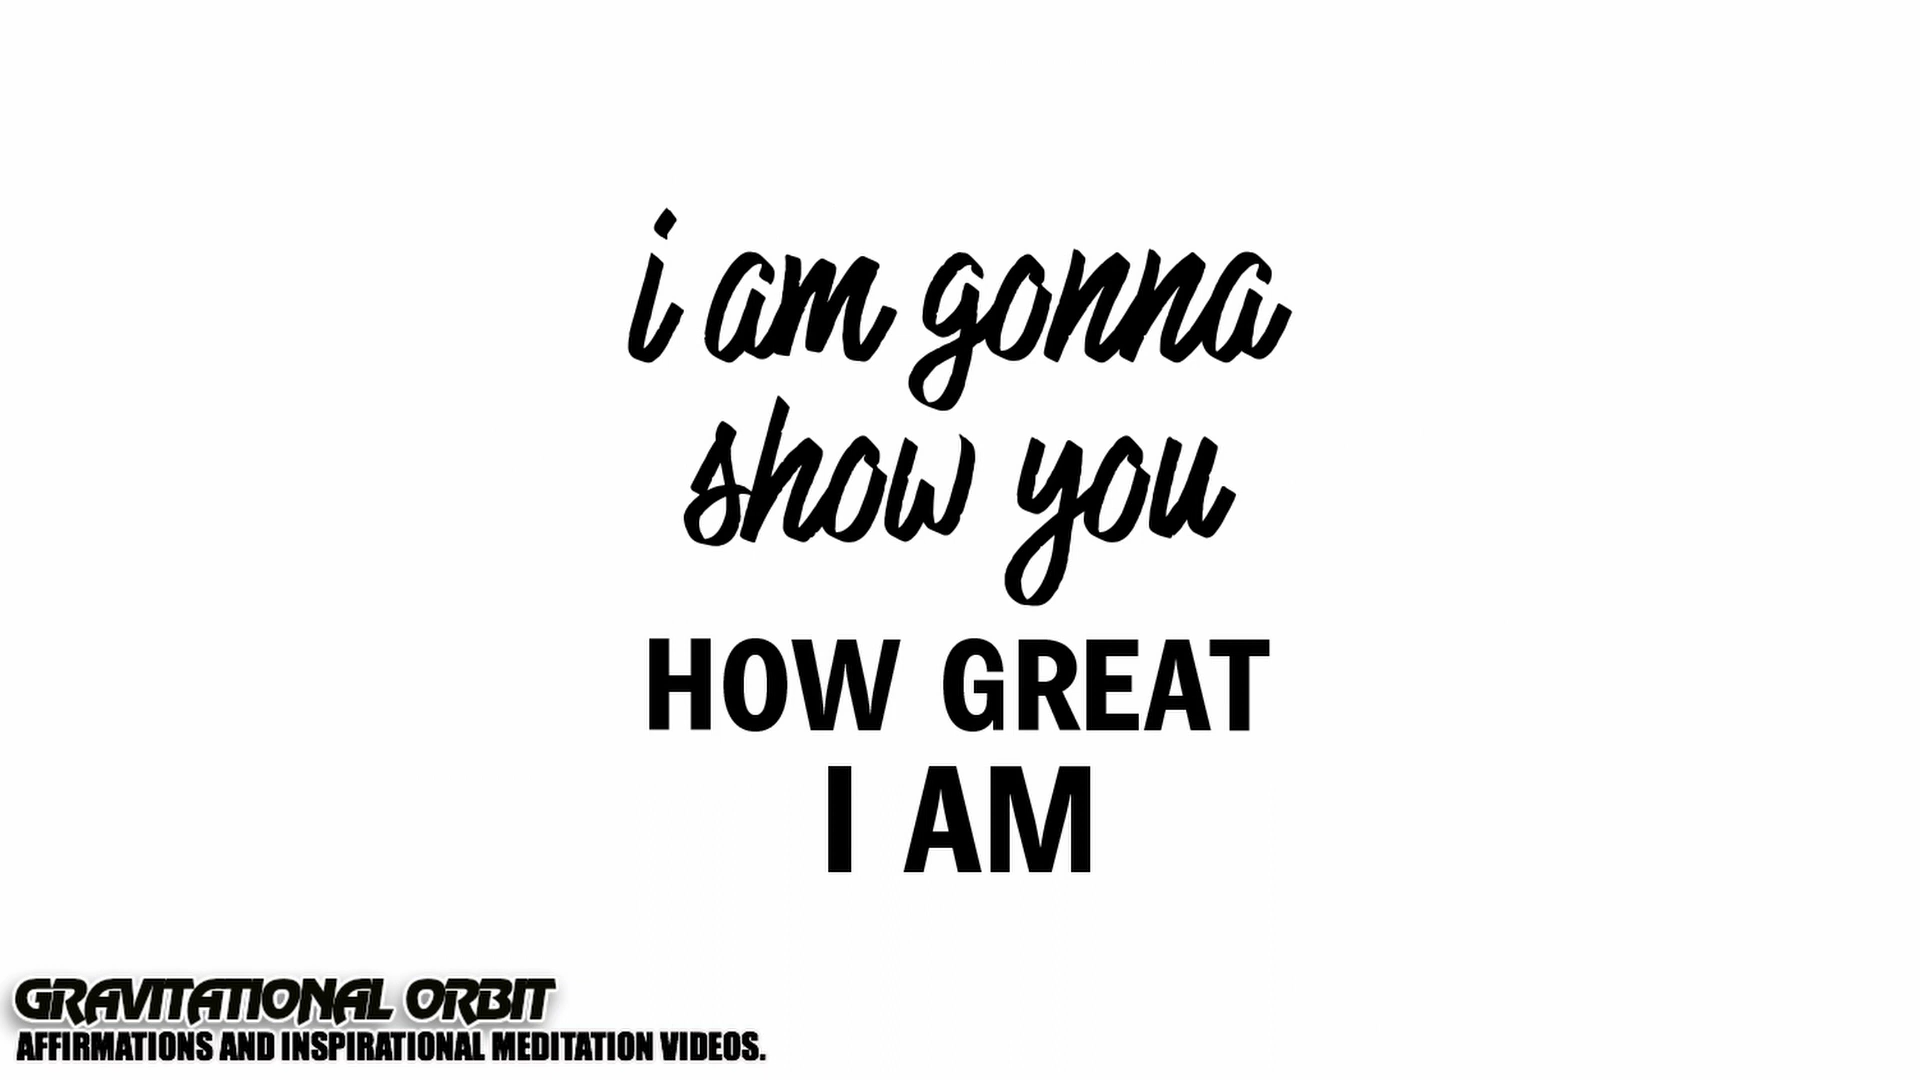 i am gonna
show you
HOW GREAT
I AM
GRAVITATIONAL ORBIT
AFFIRMATIONS AND INSPIRATIONAL MEDITATION VIDEOS.